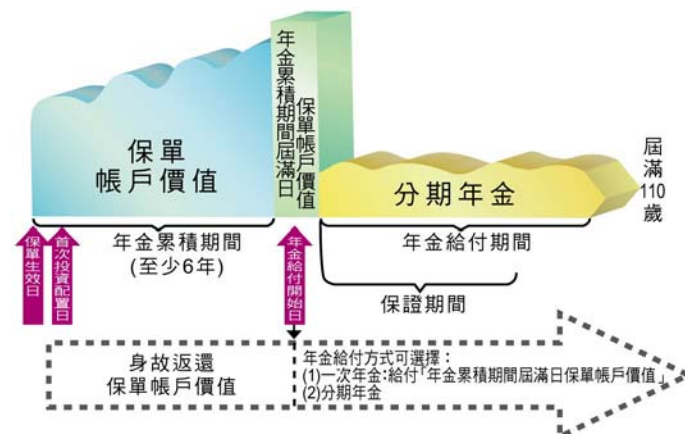 保單
帳戶價值
年金累積期間屆滿日
保單帳戶價值
分期年金
屆滿110歲
保單生效日
首次投資配置日
年金累積期間
(至少6年)
年金給付開始日
年金給付期間
保證期間
身故返還
保單帳戶價值
年金給付方式可選擇：
(1)一次年金:給付「年金累積期間屆滿日保單帳戶價值」
(2)分期年金